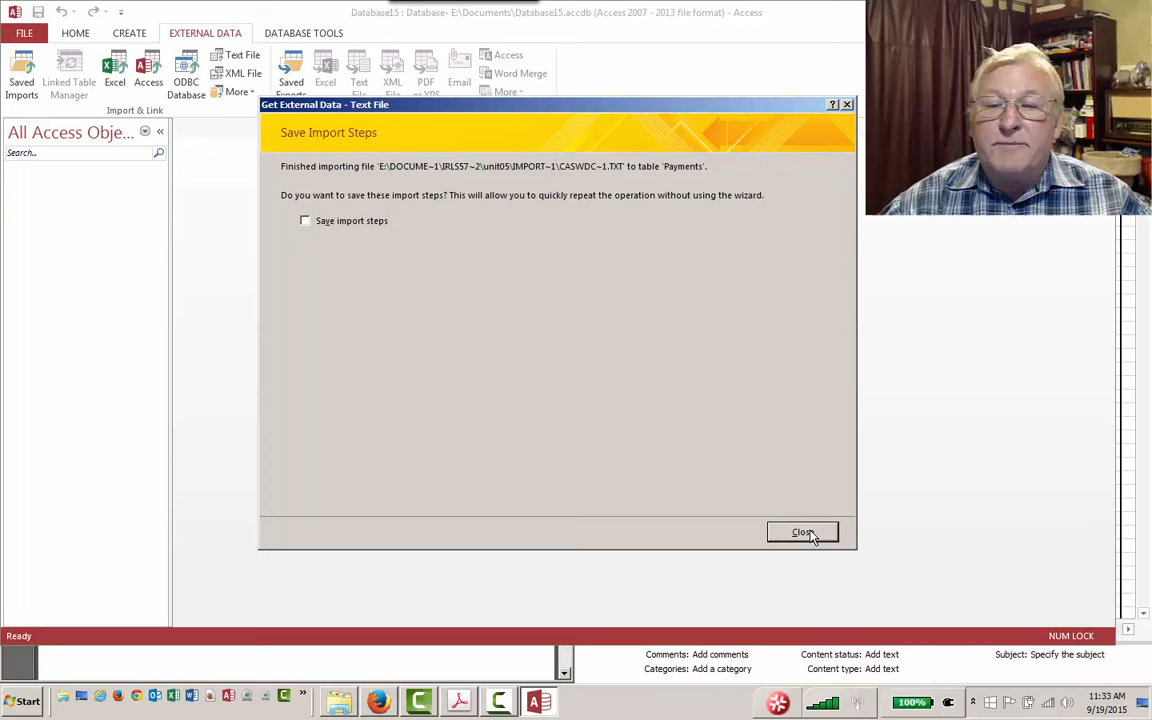 Database15 : Database- E:\Documents\Database15.accdb (Access 2007 - 2013 file format) - Access
FILE HOME CREATE EXTERNAL DATA DATABASE TOOLS
Saved Imports
Linked Table Manager
Excel
Access
ODBC Database
Text File
XML File
More
Saved Exports
Excel
Text File
XML File
PDF or XPS
Email
Access
Word Merge
More
Import & Link
All Access Obje...
Search...
Get External Data - Text File
Save Import Steps
Finished importing file 'E:\DOCUME~1\IRLS57~2\unit05\IMPORT~1\CASWDC~1.TXT' to table 'Payments'.
Do you want to save these import steps? This will allow you to quickly repeat the operation without using the wizard.
Save import steps
Close
Ready
NUM LOCK
Comments: Add comments Content status: Add text Subject: Specify the subject
Categories: Add a category Content type: Add text
Start
100%
11:33 AM
9/19/2015